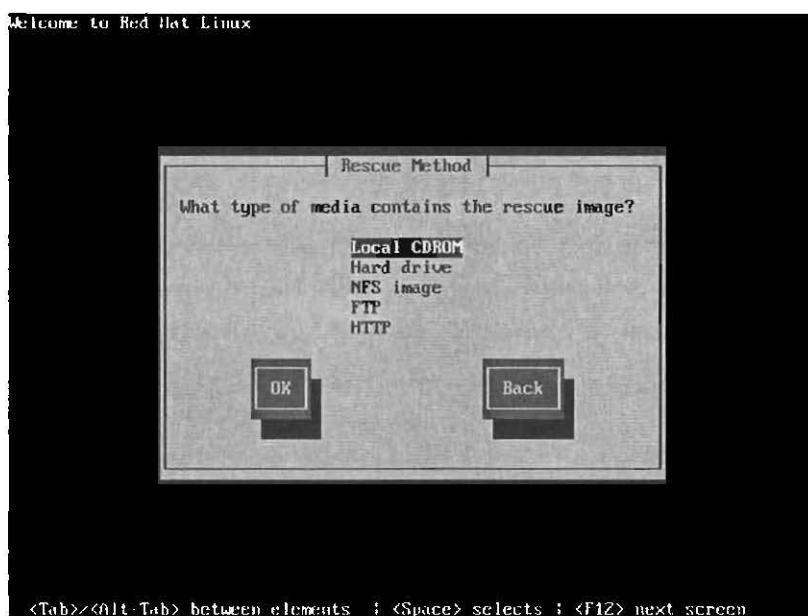 Welcome to Red Hat Linux
Rescue Method
What type of media contains the rescue image?
Local CDROM
Hard drive
NFS image
FTP
HTTP
OK
Back
<Tab>/<Alt-Tab> between elements | <Space> selects | <F12> next screen